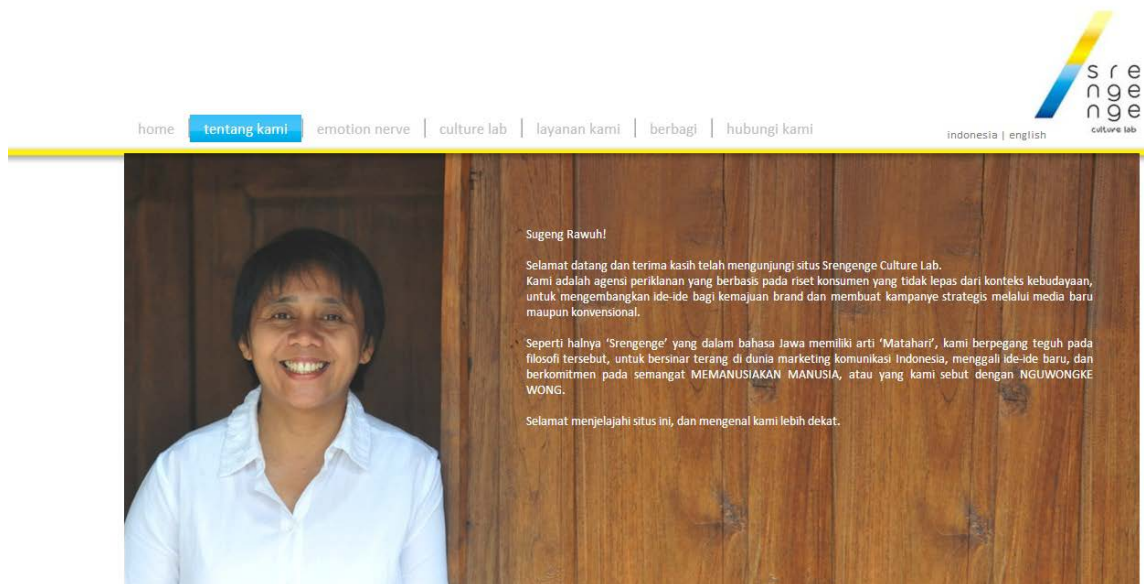 sre
nge
nge
culture lab
home | tentang kami | emotion nerve | culture lab | layanan kami | berbagi | hubungi kami
indonesia | english
Sugeng Rawuh!
Selamat datang dan terima kasih telah mengunjungi situs Srengenge Culture Lab.
Kami adalah agensi periklanan yang berbasis pada riset konsumen yang tidak lepas dari konteks kebudayaan,
untuk mengembangkan ide-ide bagi kemajuan brand dan membuat kampanye strategis melalui media baru
maupun konvensional.
Seperti halnya ‘Srengenge’ yang dalam bahasa Jawa memiliki arti ‘Matahari’, kami berpegang teguh pada
filosofi tersebut, untuk bersinar terang di dunia marketing komunikasi Indonesia, menggali ide-ide baru, dan
berkomitmen pada semangat MEMANUSIAKAN MANUSIA, atau yang kami sebut dengan NGUWONGKE
WONG.
Selamat menjelajahi situs ini, dan mengenal kami lebih dekat.